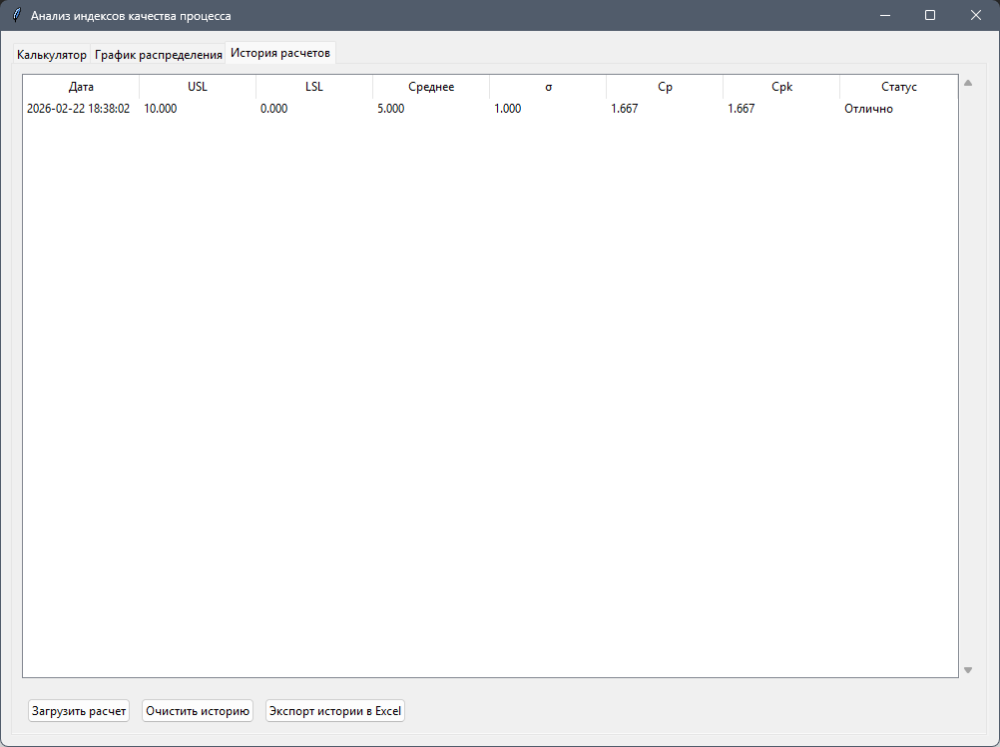 Анализ индексов качества процесса
Калькулятор График распределения История расчетов
Дата USL LSL Среднее σ Cp Cpk Статус
2026-02-22 18:38:02 10.000 0.000 5.000 1.000 1.667 1.667 Отлично
Загрузить расчет Очистить историю Экспорт истории в Excel